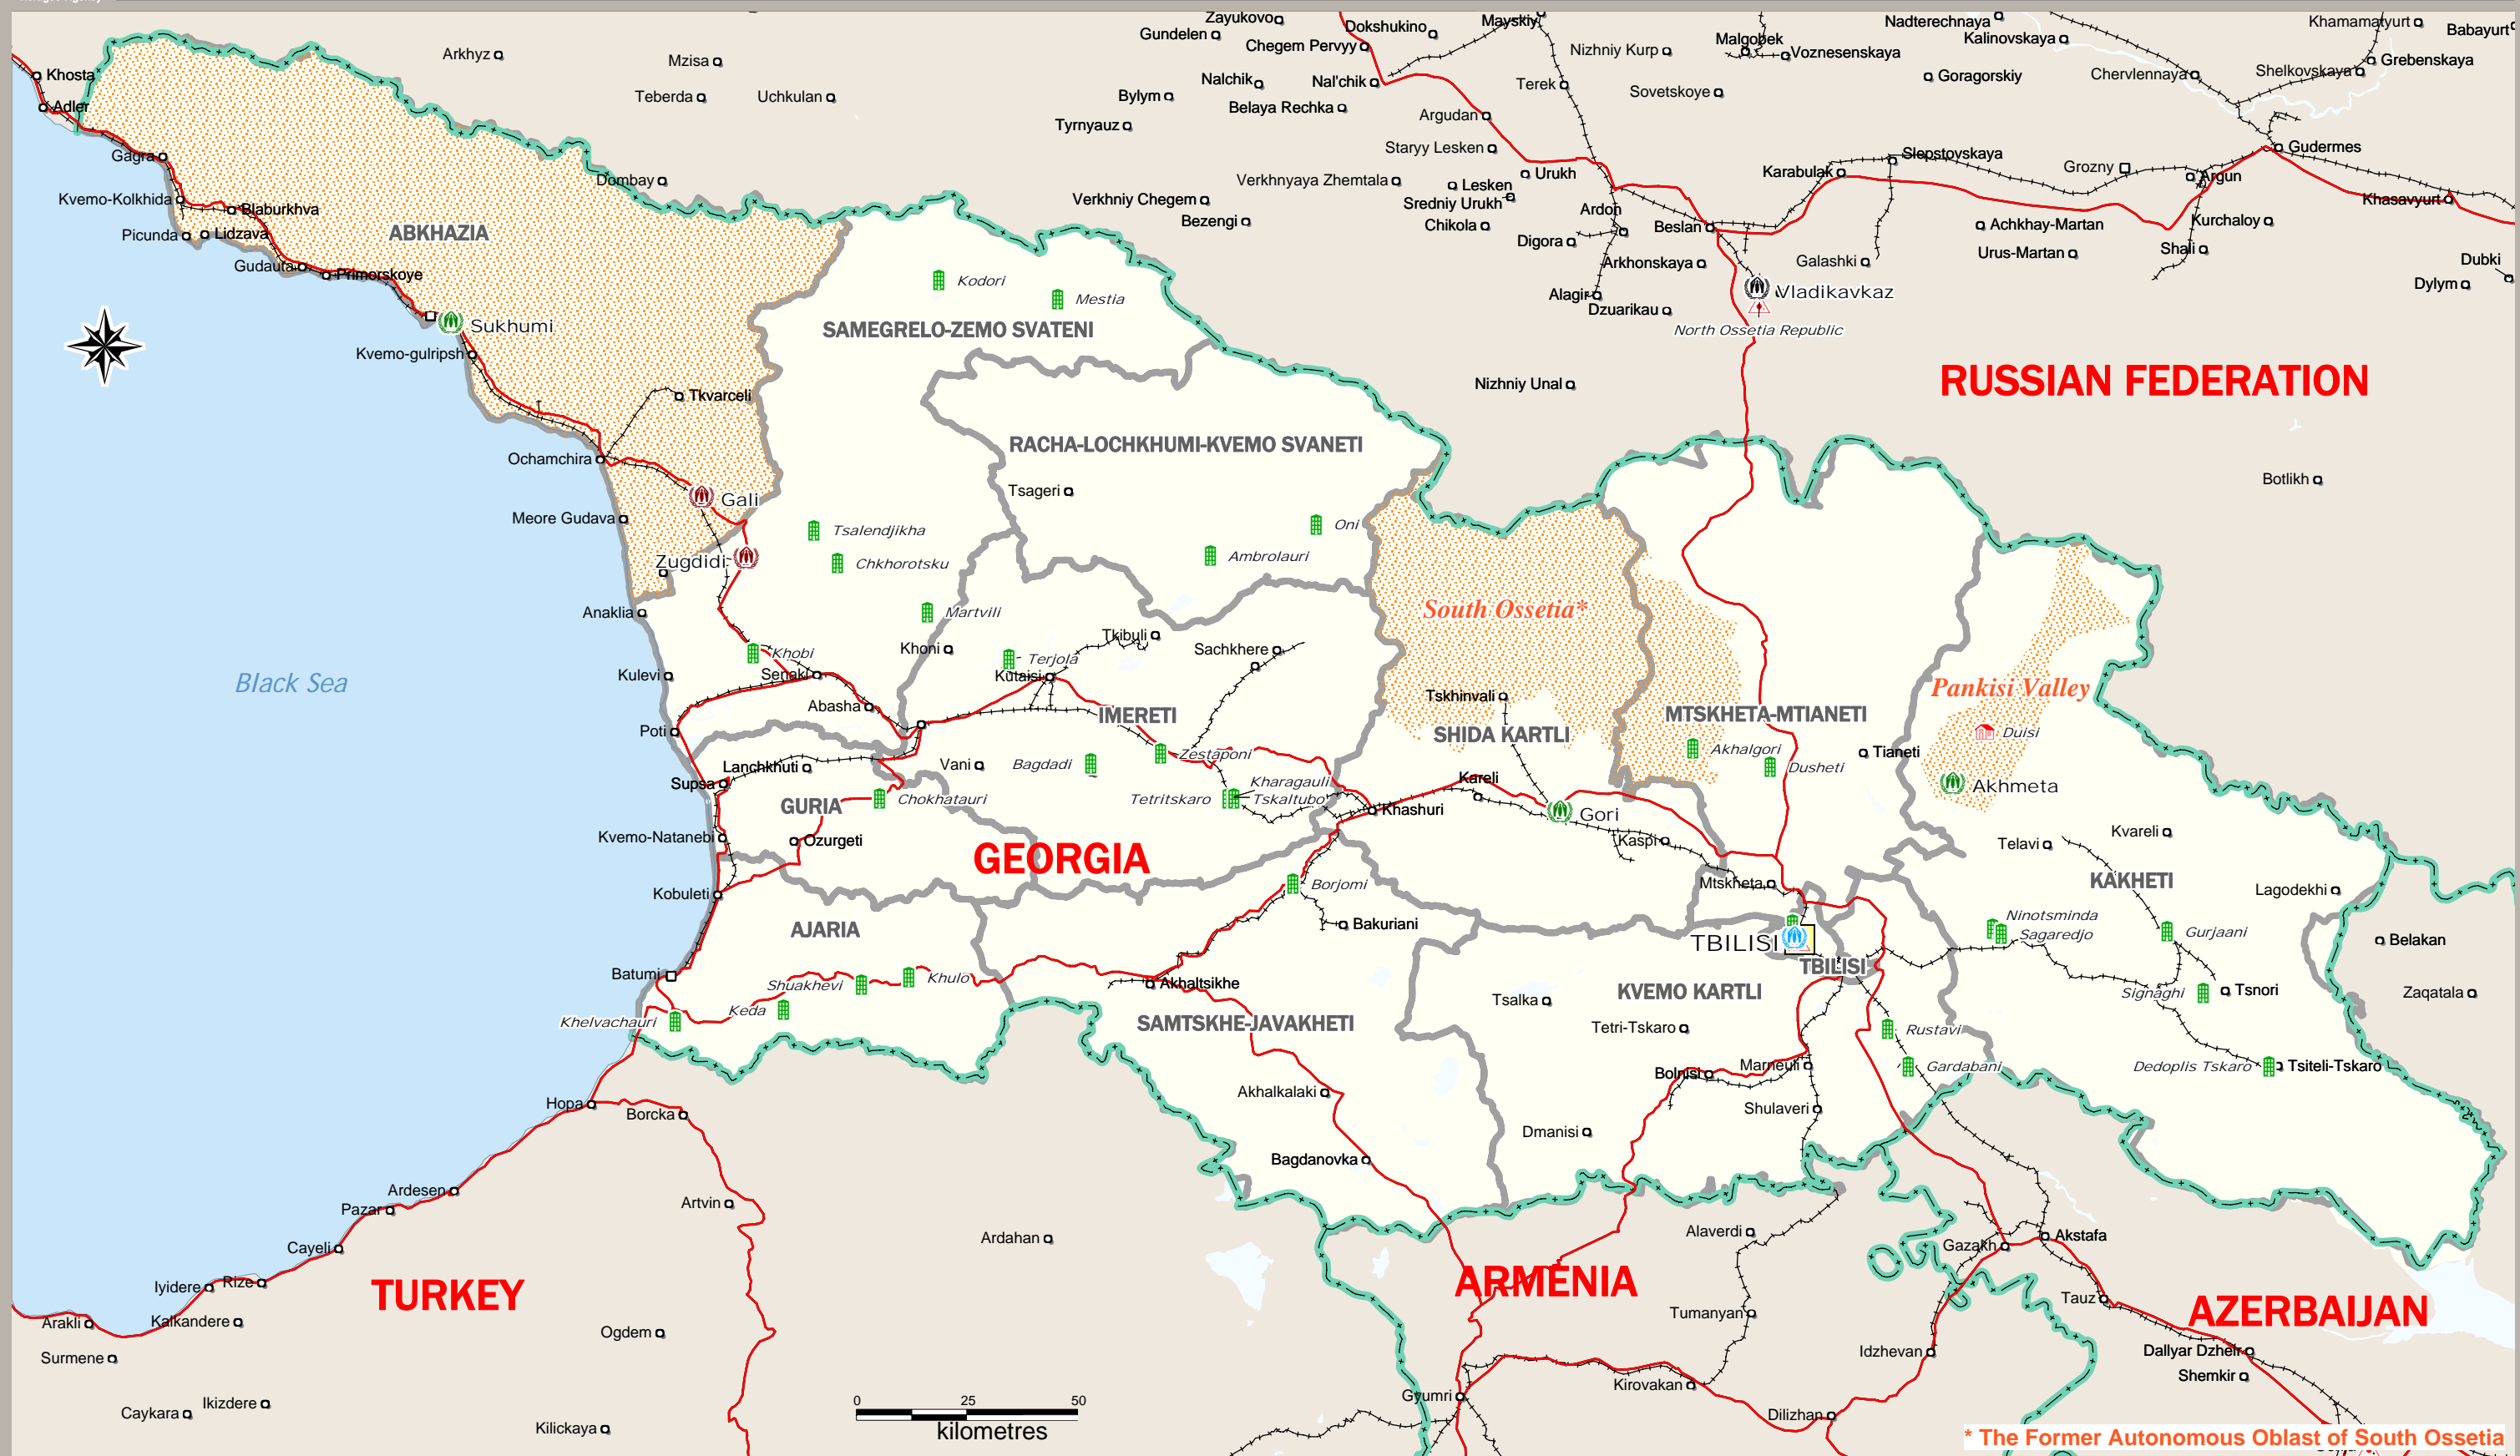 Zayukovo
Gundelen
Dokshukino
Chegem Pervyy
Mayskiy
Malgobek
Voznesenskaya
Nadterechnaya
Kalinovskaya
Khamamatyurt
Babayurt
Arkhyz
Mzisa
Nizhniy Kurp
Grebenskaya
Shelkovskaya
Chervlennaya
Goragorskiy
Khosta
Adler
Teberda
Uchkulan
Bylym
Nalchik
Nal'chik
Belaya Rechka
Terek
Sovetskoye
Tyrnyauz
Argudan
Staryy Lesken
Gagra
Slepstovskaya
Gudermes
Karabulak
Grozny
Argun
Dombay
Verkhnyaya Zhemtala
Lesken
Urukh
Sredniy Urukh
Khasavyurt
Kvemo-Kolkhida
Blaburkhva
Verkhniy Chegem
Bezengi
Chikola
Ardon
Digora
Beslan
Achkhay-Martan
Kurchaloy
Picunda
Lidzava
ABKHAZIA
Urus-Martan
Shali
Dubki
Dylym
Gudauta
Primorskoye
Arkhonskaya
Galashki
Kodori
Mestia
Alagir
Dzuarikau
Vladikavkaz
North Ossetia Republic
Sukhumi
SAMEGRELO-ZEMO SVATENI
Kvemo-gulripsh
Nizhniy Unal
RUSSIAN FEDERATION
Tkvarceli
RACHA-LOCHKHUMI-KVEMO SVANETI
Ochamchira
Gali
Tsageri
Botlikh
Meore Gudava
Tsalendjikha
Oni
Zugdidi
Chkhorotsku
Ambrolauri
Anaklia
Martvili
South Ossetia*
Khoni
Tkibuli
Sachkhere
Khobi
Terjola
Kutaisi
Black Sea
Kulevi
Senaki
Pankisi Valley
Abasha
Tskhinvali
IMERETI
MTSKHETA-MTIANETI
Poti
SHIDA KARTLI
Duisi
Lanchkhuti
Vani
Bagdadi
Zestaponi
Akhalgori
Dusheti
Tianeti
Supsa
GURIA
Chokhatauri
Kharagauli
Tetritskaro
Tskaltubo
Kareli
Khashuri
Gori
Akhmeta
Kvemo-Natanebi
Ozurgeti
GEORGIA
Kaspi
Telavi
Kvareli
Kobuleti
Borjomi
Mtskheta
KAKHETI
Lagodekhi
AJARIA
Bakuriani
TBILISI
TBILISI
Ninotsminda
Sagaredjo
Gurjaani
Belakan
Batumi
Shuakhevi
Khulo
Akhaltsikhe
KVEMO KARTLI
Tsalka
Signaghi
Tsnori
Zaqatala
Khelvachauri
Keda
SAMTSKHE-JAVAKHETI
Tetri-Tskaro
Rustavi
Marneuli
Bolnisi
Gardabani
Dedoplis Tskaro
Tsiteli-Tskaro
Hopa
Borcka
Akhalkalaki
Shulaveri
Dmanisi
Bagdanovka
Ardesen
Pazar
Artvin
Cayeli
Ardahan
Alaverdi
Gazakh
Akstafa
Iyidere
Rize
TURKEY
ARMENIA
AZERBAIJAN
Arakli
Kalkandere
Ogdem
Tumanyan
Tauz
Surmene
Idzhevan
Dallyar Dzheir
Shemkir
Caykara
Ikizdere
Kilickaya
0 25 50
kilometres
Gyumri
Kirovakan
Dilizhan
* The Former Autonomous Oblast of South Ossetia